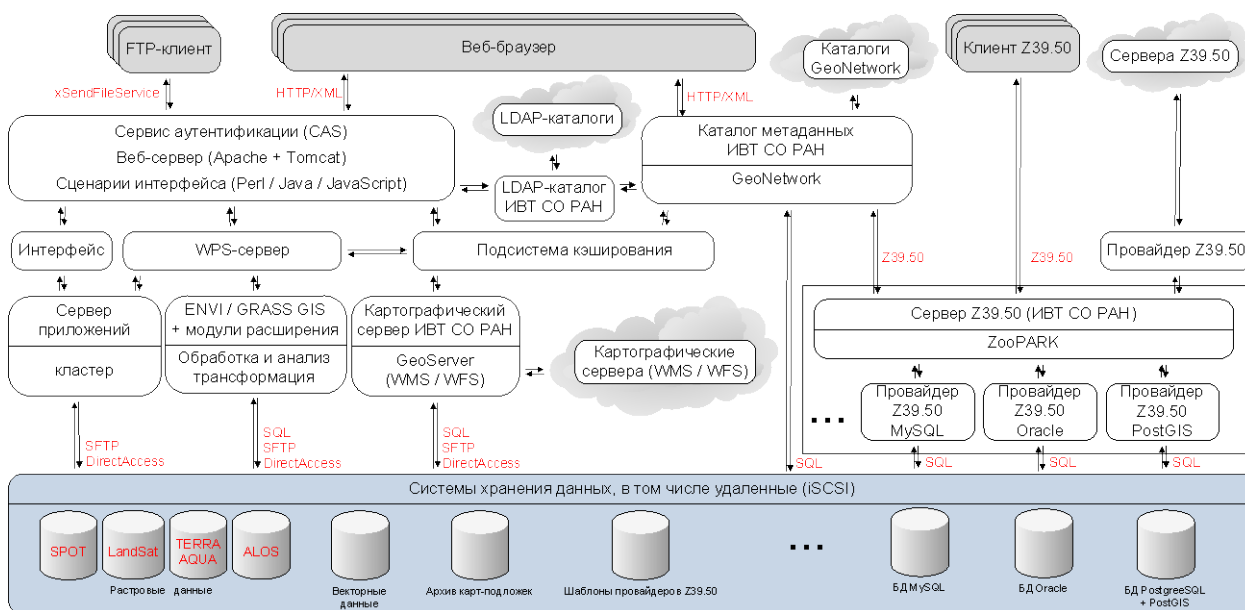 FTP-клиент
Веб-браузер
Каталоги
GeoNetwork
Клиент Z39.50
Сервера Z39.50
xSendFileService
HTTP/XML
HTTP/XML
LDAP-каталоги
Сервис аутентификации (CAS)
Веб-сервер (Apache + Tomcat)
Сценарии интерфейса (Perl / Java / JavaScript)
LDAP-каталог
ИВТ СО РАН
Каталог метаданных
ИВТ СО РАН
GeoNetwork
Интерфейс
WPS-сервер
Подсистема кэширования
Z39.50
Z39.50
Провайдер Z39.50
Сервер
приложений
кластер
ENVI / GRASS GIS
+ модули расширения
Обработка и анализ
трансформация
Картографический
сервер ИВТ СО РАН
GeoServer
(WMS / WFS)
Картографические
сервера (WMS / WFS)
Сервер Z39.50 (ИВТ СО РАН)
ZooPARK
...
Провайдер
Z39.50
MySQL
Провайдер
Z39.50
Oracle
Провайдер
Z39.50
PostGIS
SFTP
DirectAccess
SQL
SFTP
DirectAccess
SQL
SFTP
DirectAccess
SQL
SQL
SQL
SQL
Системы хранения данных, в том числе удаленные (iSCSI)
SPOT
LandSat
TERRA
AQUA
ALOS
...
Растровые данные
Векторные
данные
Архив карт-подложек
Шаблоны провайдеров Z39.50
БД MySQL
БД Oracle
БД PostgreeSQL
+ PostGIS